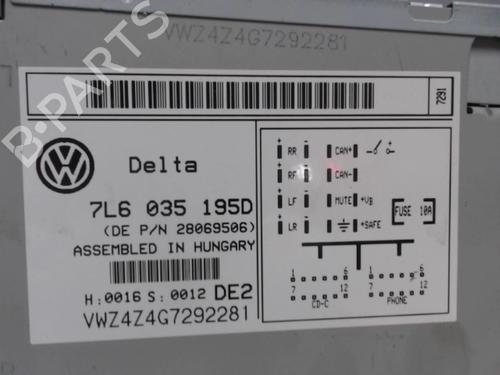 VWZ4Z4G7292281
7291
B-PARTS
Delta
7L6 035 195D
(DE P/N 28069506)
ASSEMBLED IN HUNGARY
H:0016 S:0012 DE2
VWZ4Z4G7292281
+ - + -
RR CAN+
RF CAN-
LF MUTE +VB
LR +SAFE
FUSE 10A
1 6 1 6
7 12 7 12
CD-C PHONE